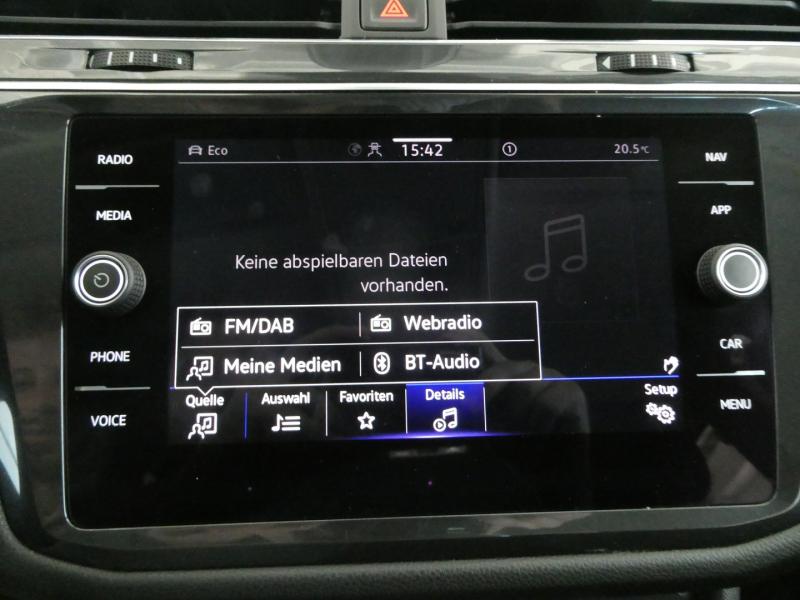 RADIO
MEDIA
PHONE
VOICE
Eco
15:42
1
20.5°C
Keine abspielbaren Dateien
vorhanden.
FM/DAB
Webradio
Meine Medien
BT-Audio
Quelle
Auswahl
Favoriten
Details
Setup
NAV
APP
CAR
MENU